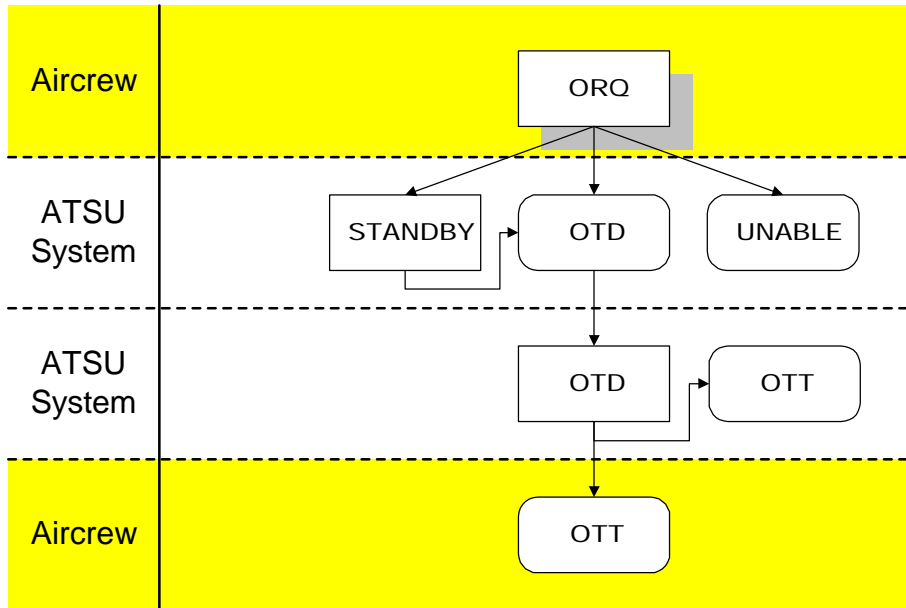 Aircrew
ORQ
ATSU
System
STANDBY
OTD
UNABLE
ATSU
System
OTD
OTT
Aircrew
OTT